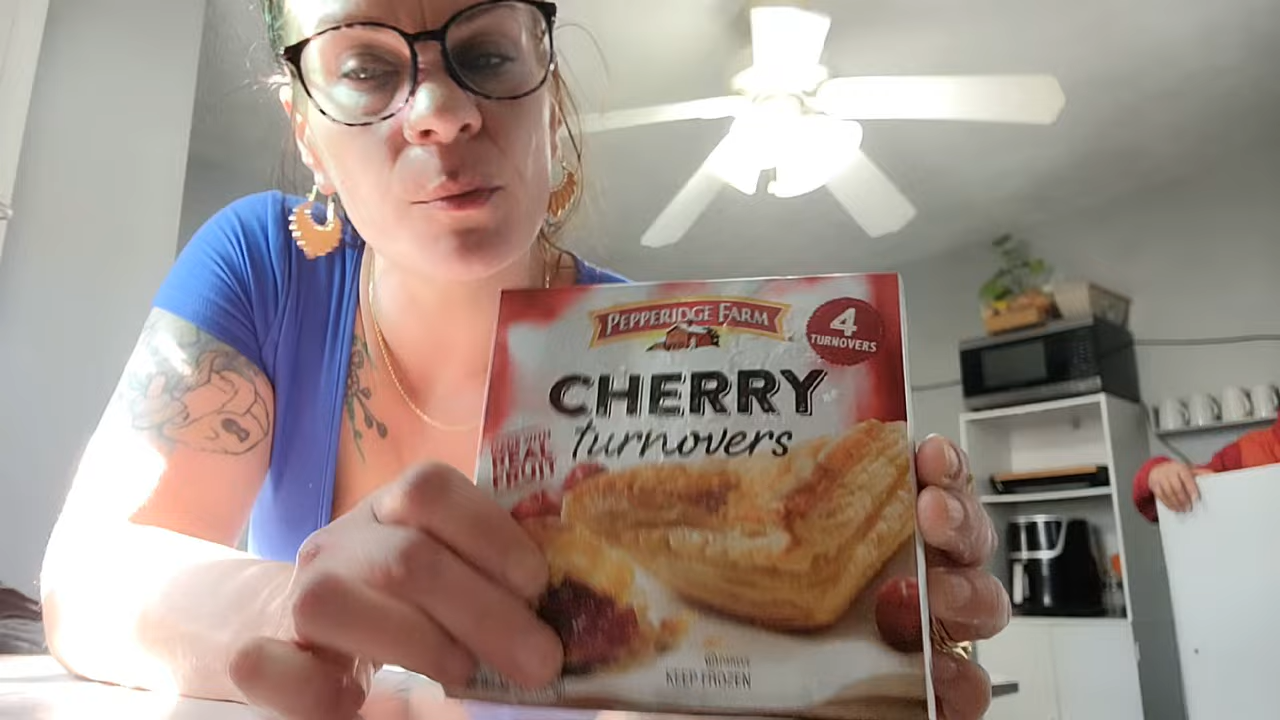 PEPPERIDGE FARM
4
TURNOVERS
CHERRY
turnovers
REAL
FRUIT
KEEP FROZEN